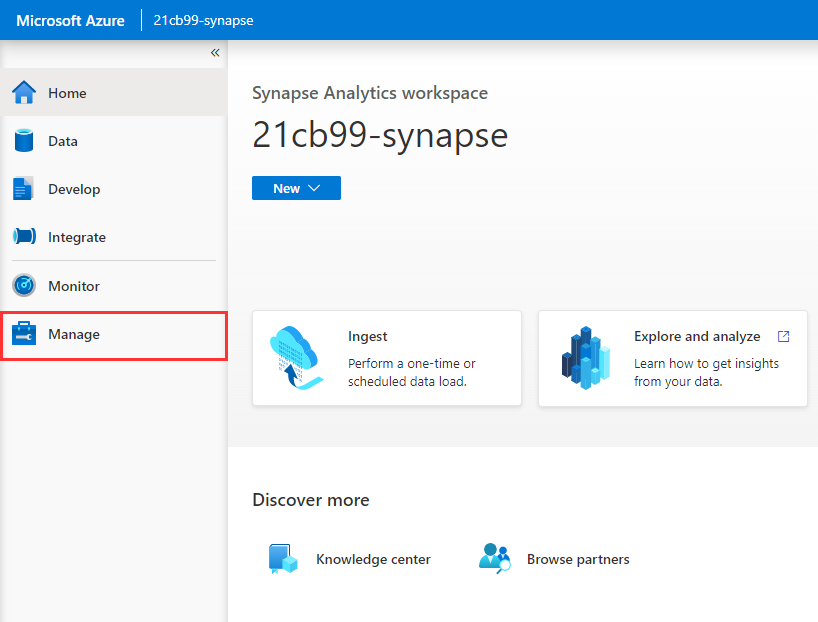 Microsoft Azure
21cb99-synapse
«
Home
Data
Develop
Integrate
Monitor
Manage
Synapse Analytics workspace
21cb99-synapse
New
Ingest
Perform a one-time or
scheduled data load.
Explore and analyze
Learn how to get insights
from your data.
Discover more
Knowledge center
Browse partners